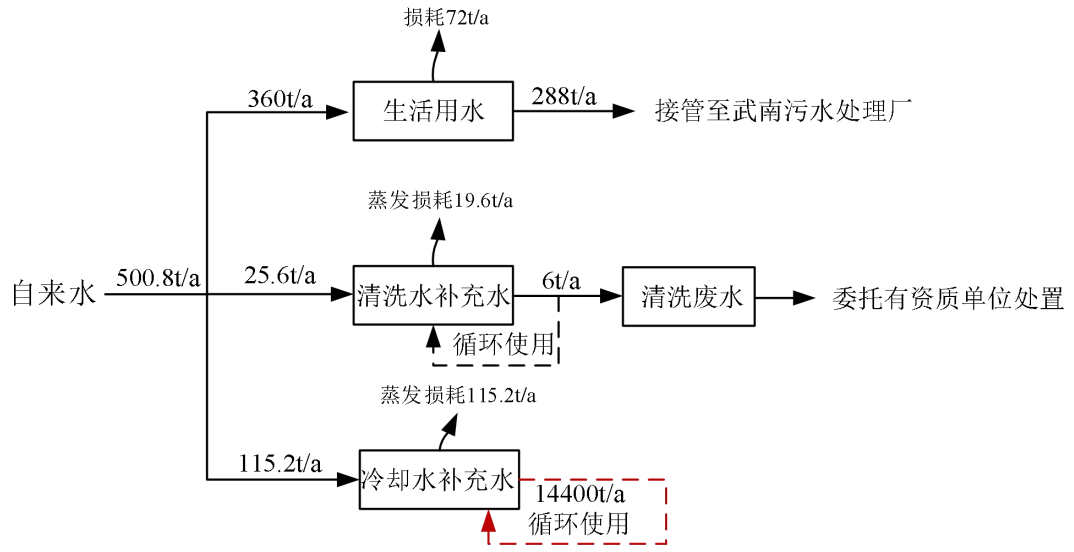 损耗72t/a
360t/a
生活用水
288t/a
接管至武南污水处理厂
蒸发损耗19.6t/a
自来水
500.8t/a
25.6t/a
清洗水补充水
6t/a
清洗废水
委托有资质单位处置
循环使用
蒸发损耗115.2t/a
115.2t/a
冷却水补充水
14400t/a
循环使用